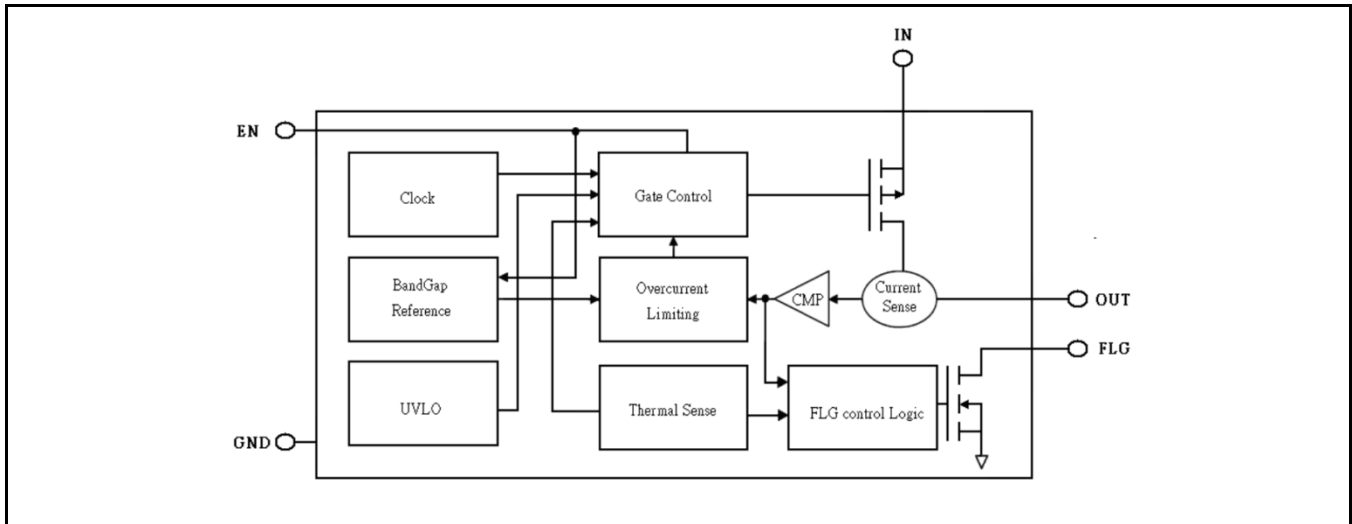 IN
EN
Clock
Gate Control
BandGap
Reference
Overcurrent
Limiting
CMP
Current
Sense
OUT
FLG
UVLO
Thermal Sense
FLG control Logic
GND